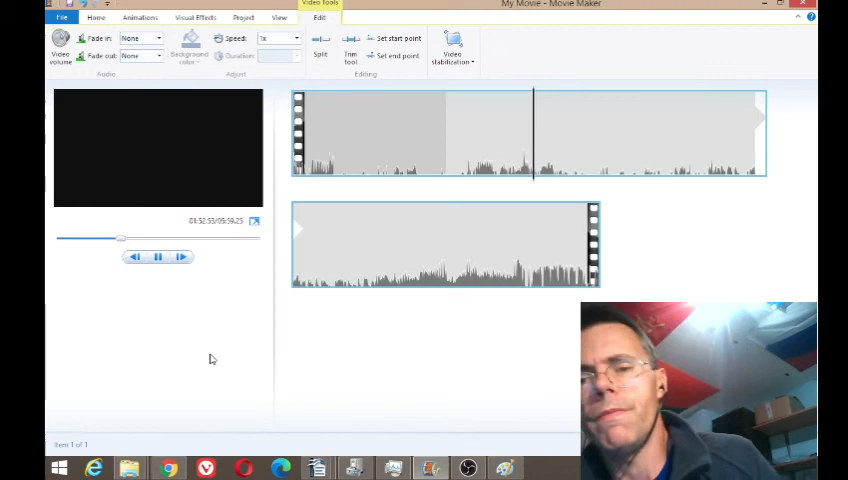 Video Tools
My Movie - Movie Maker
File Home Animations Visual Effects Project View Edit
Video volume
Fade in: None
Fade out: None
Audio
Background color
Speed: 1x
Duration:
Adjust
Split
Trim tool
Set start point
Set end point
Editing
Video stabilization
01:52.53/05:59.25
Item 1 of 1